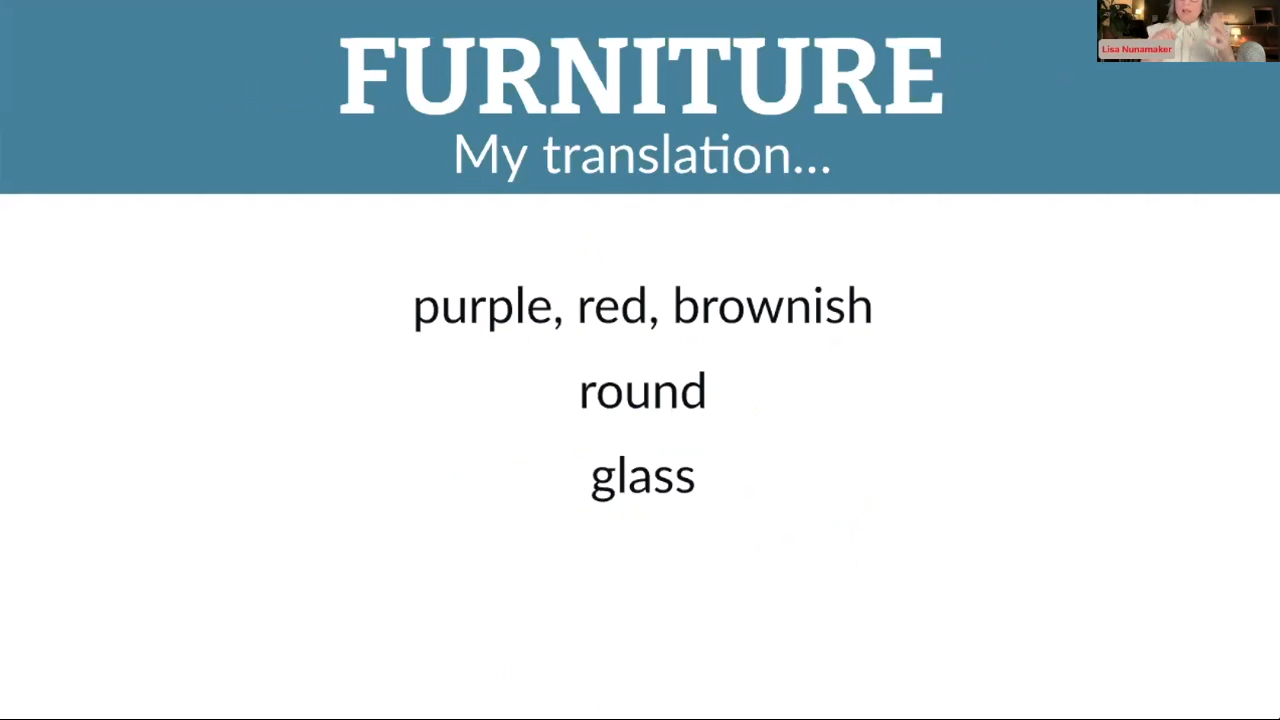 FURNITURE
My translation...
Lisa Nunamaker
purple, red, brownish
round
glass